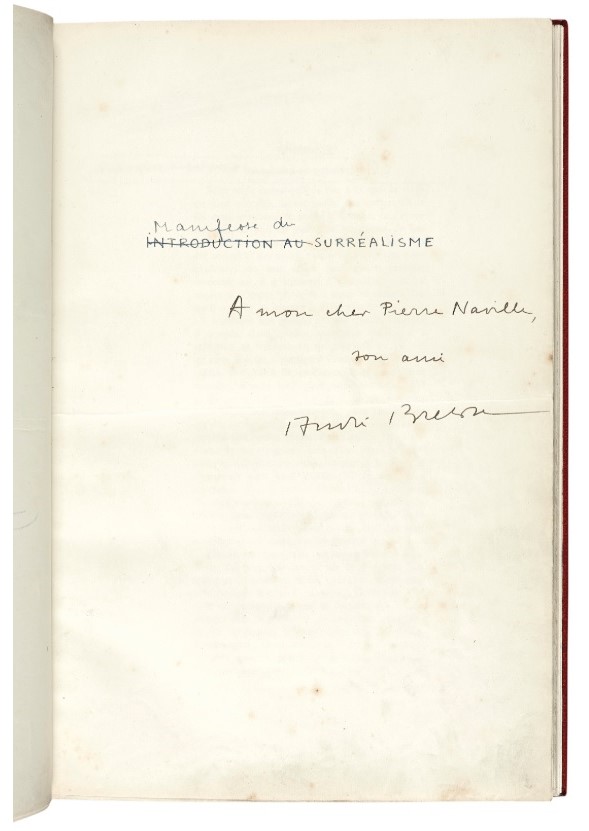 Manifeste du
INTRODUCTION AU SURRÉALISME
A mon cher Pierre Naville,
son ami
André Breton